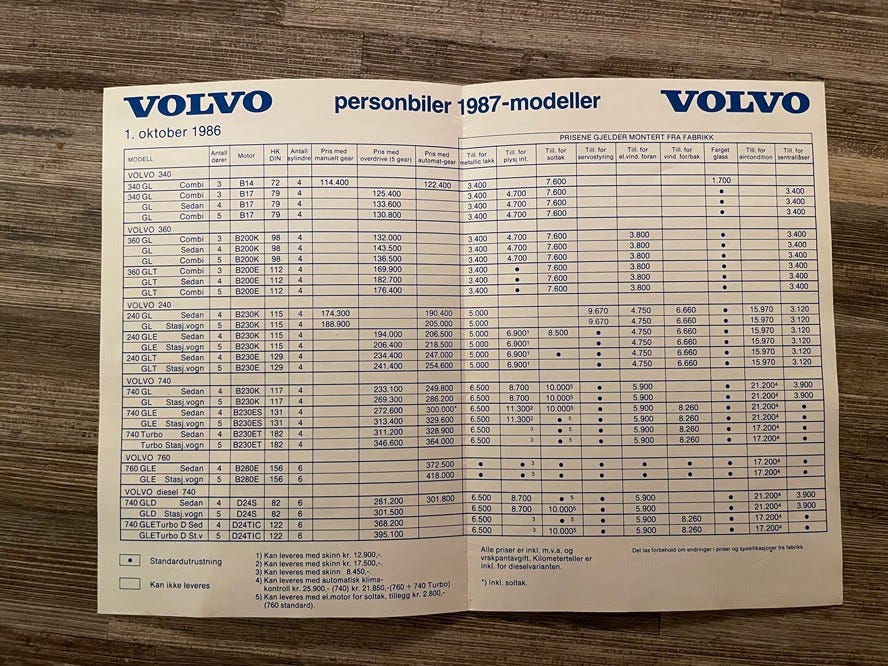 VOLVO personbiler 1987-modeller VOLVO
1. oktober 1986
PRISENE GJELDER MONTERT FRA FABRIKK
MODELL Antall dører Motor HK DIN Antall sylindre Pris med manuelt gear Pris med overdrive (5 gear) Pris med automat-gear Till. for metallic lakk Till. for plysj int. Till. for soltak Till. for servostyring Till. for el.vind. foran Till. for vind. for/bak Farget glass Till. for aircondition Till. for sentrallåser
VOLVO 340
340 GL Combi 3 B14 72 4 114.400 122.400 3.400 7.600 1.700
340 GL Combi 3 B17 79 4 125.400 3.400 4.700 7.600 • 3.400
GL Sedan 4 B17 79 4 133.600 3.400 4.700 7.600 • 3.400
GL Combi 5 B17 79 4 130.800 3.400 4.700 7.600 • 3.400
VOLVO 360
360 GL Combi 3 B200K 98 4 132.000 3.400 4.700 7.600 3.800 • 3.400
GL Sedan 4 B200K 98 4 143.500 3.400 4.700 7.600 3.800 • 3.400
GL Combi 5 B200K 98 4 136.500 3.400 4.700 7.600 3.800 • 3.400
360 GLT Combi 3 B200E 112 4 169.900 3.400 • 7.600 3.800 • 3.400
GLT Sedan 4 B200E 112 4 182.700 3.400 • 7.600 3.800 • 3.400
GLT Combi 5 B200E 112 4 176.400 3.400 • 7.600 3.800 • 3.400
VOLVO 240
240 GL Sedan 4 B230K 115 4 174.300 190.400 5.000 9.670 4.750 6.660 • 15.970 3.120
GL Stasj.vogn 5 B230K 115 4 188.900 205.000 5.000 9.670 4.750 6.660 • 15.970 3.120
240 GLE Sedan 4 B230K 115 4 194.000 206.500 5.000 6.900¹ 8.500 • 4.750 6.660 • 15.970 3.120
GLE Stasj.vogn 5 B230K 115 4 206.400 218.500 5.000 6.900¹ • 4.750 6.660 • 15.970 3.120
240 GLT Sedan 4 B230E 129 4 234.400 247.000 5.000 6.900¹ • • 4.750 6.660 • 15.970 3.120
GLT Stasj.vogn 5 B230E 129 4 241.400 254.600 5.000 6.900¹ • 4.750 6.660 • 15.970 3.120
VOLVO 740
740 GL Sedan 4 B230K 117 4 233.100 249.800 6.500 8.700 10.000⁵ • 5.900 • 21.200⁴ 3.900
GL Stasj.vogn 5 B230K 117 4 269.300 286.200 6.500 8.700 10.000⁵ • 5.900 • 21.200⁴ 3.900
740 GLE Sedan 4 B230ES 131 4 272.600 300.000* 6.500 11.300² 10.000⁵ • 5.900 8.260 • 21.200⁴ •
GLE Stasj.vogn 5 B230ES 131 4 313.400 329.600 6.500 11.300² • ⁵ • 5.900 8.260 • 21.200⁴ •
740 Turbo Sedan 4 B230ET 182 4 311.200 328.900 6.500 ³ • ⁵ • 5.900 8.260 • 17.200⁴ •
Turbo Stasj.vogn 5 B230ET 182 4 346.600 364.000 6.500 ³ • ⁵ • 5.900 8.260 • 17.200⁴ •
VOLVO 760
760 GLE Sedan 4 B280E 156 6 372.500 • • ³ • • • • • 17.200⁴ •
GLE Stasj.vogn 5 B280E 156 6 418.000 • • ³ • • • • • 17.200⁴ •
VOLVO diesel 740
740 GLD Sedan 4 D24S 82 6 281.200 301.800 6.500 8.700 • ⁵ • 5.900 • 21.200⁴ 3.900
GLD Stasj.vogn 5 D24S 82 6 301.500 6.500 8.700 10.000⁵ • 5.900 • 21.200⁴ 3.900
740 GLE Turbo D Sed 4 D24TIC 122 6 368.200 6.500 ³ • ⁵ • 5.900 8.260 • 17.200⁴ •
GLE Turbo D St.v 5 D24TIC 122 6 395.100 6.500 ³ 10.000⁵ • 5.900 8.260 • 17.200⁴ •
• Standardutrustning
Kan ikke leveres
1) Kan leveres med skinn kr. 12.900,-.
2) Kan leveres med skinn kr. 17.500,-.
3) Kan leveres med skinn 8.450,-.
4) Kan leveres med automatisk klima-
kontroll kr. 25.900,- (740) kr. 21.850,-(760 + 740 Turbo)
5) Kan leveres med el.motor for soltak, tillegg kr. 2.800,-
(760 standard).
Alle priser er inkl. m.v.a. og
vrakpantavgift. Kilometerteller er
inkl. for dieselvarianten.
*) Inkl. soltak.
Det tas forbehold om endringer i priser og spesifikasjoner fra fabrikk.